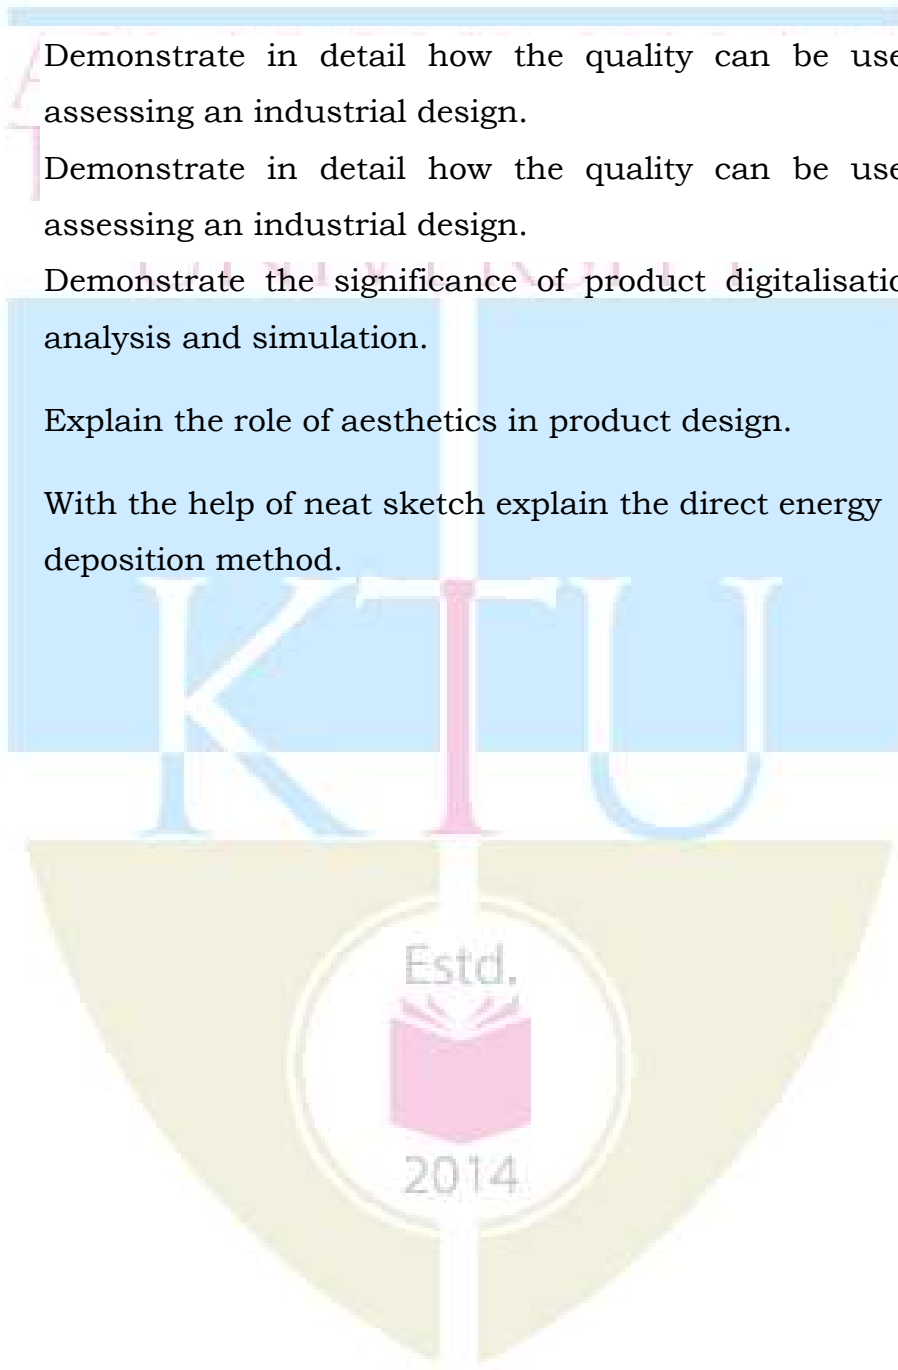 Demonstrate in detail how the quality can be use
assessing an industrial design.
Demonstrate in detail how the quality can be use
assessing an industrial design.
Demonstrate the significance of product digitalisatio
analysis and simulation.
Explain the role of aesthetics in product design.
With the help of neat sketch explain the direct energy
deposition method.
KTU
Estd.
2014